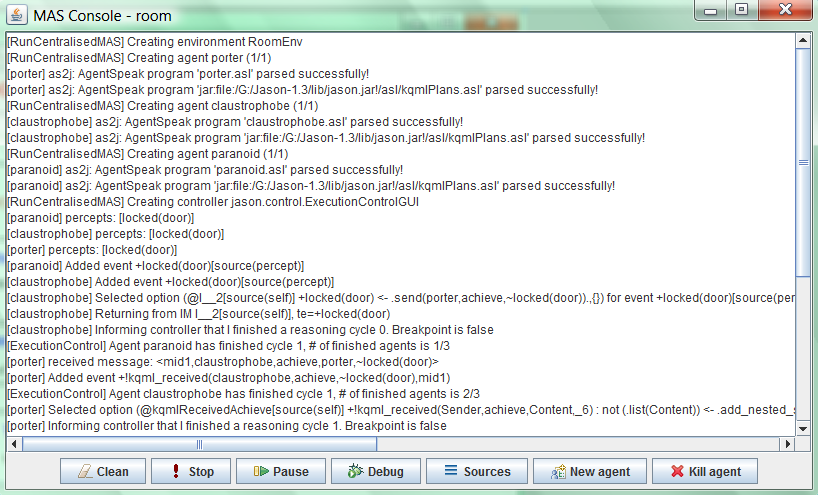 MAS Console - room
[RunCentralisedMAS] Creating environment RoomEnv
[RunCentralisedMAS] Creating agent porter (1/1)
[porter] as2j: AgentSpeak program 'porter.asl' parsed successfully!
[porter] as2j: AgentSpeak program 'jar:file:/G:/Jason-1.3/lib/jason.jar!/asl/kqmlPlans.asl' parsed successfully!
[RunCentralisedMAS] Creating agent claustrophobe (1/1)
[claustrophobe] as2j: AgentSpeak program 'claustrophobe.asl' parsed successfully!
[claustrophobe] as2j: AgentSpeak program 'jar:file:/G:/Jason-1.3/lib/jason.jar!/asl/kqmlPlans.asl' parsed successfully!
[RunCentralisedMAS] Creating agent paranoid (1/1)
[paranoid] as2j: AgentSpeak program 'paranoid.asl' parsed successfully!
[paranoid] as2j: AgentSpeak program 'jar:file:/G:/Jason-1.3/lib/jason.jar!/asl/kqmlPlans.asl' parsed successfully!
[RunCentralisedMAS] Creating controller jason.control.ExecutionControlGUI
[paranoid] percepts: [locked(door)]
[claustrophobe] percepts: [locked(door)]
[porter] percepts: [locked(door)]
[paranoid] Added event +locked(door)[source(percept)]
[claustrophobe] Added event +locked(door)[source(percept)]
[claustrophobe] Selected option (@l__2[source(self)] +locked(door) <- .send(porter,achieve,~locked(door)).,{}) for event +locked(door)[source(per
[claustrophobe] Returning from IM l__2[source(self)], te=+locked(door)
[claustrophobe] Informing controller that I finished a reasoning cycle 0. Breakpoint is false
[ExecutionControl] Agent paranoid has finished cycle 1, # of finished agents is 1/3
[porter] received message: <mid1,claustrophobe,achieve,porter,~locked(door)>
[porter] Added event +!kqml_received(claustrophobe,achieve,~locked(door),mid1)
[ExecutionControl] Agent claustrophobe has finished cycle 1, # of finished agents is 2/3
[porter] Selected option (@kqmlReceivedAchieve[source(self)] +!kqml_received(Sender,achieve,Content,_6) : not (.list(Content)) <- .add_nested_s
[porter] Informing controller that I finished a reasoning cycle 1. Breakpoint is false
Clean Stop Pause Debug Sources New agent Kill agent